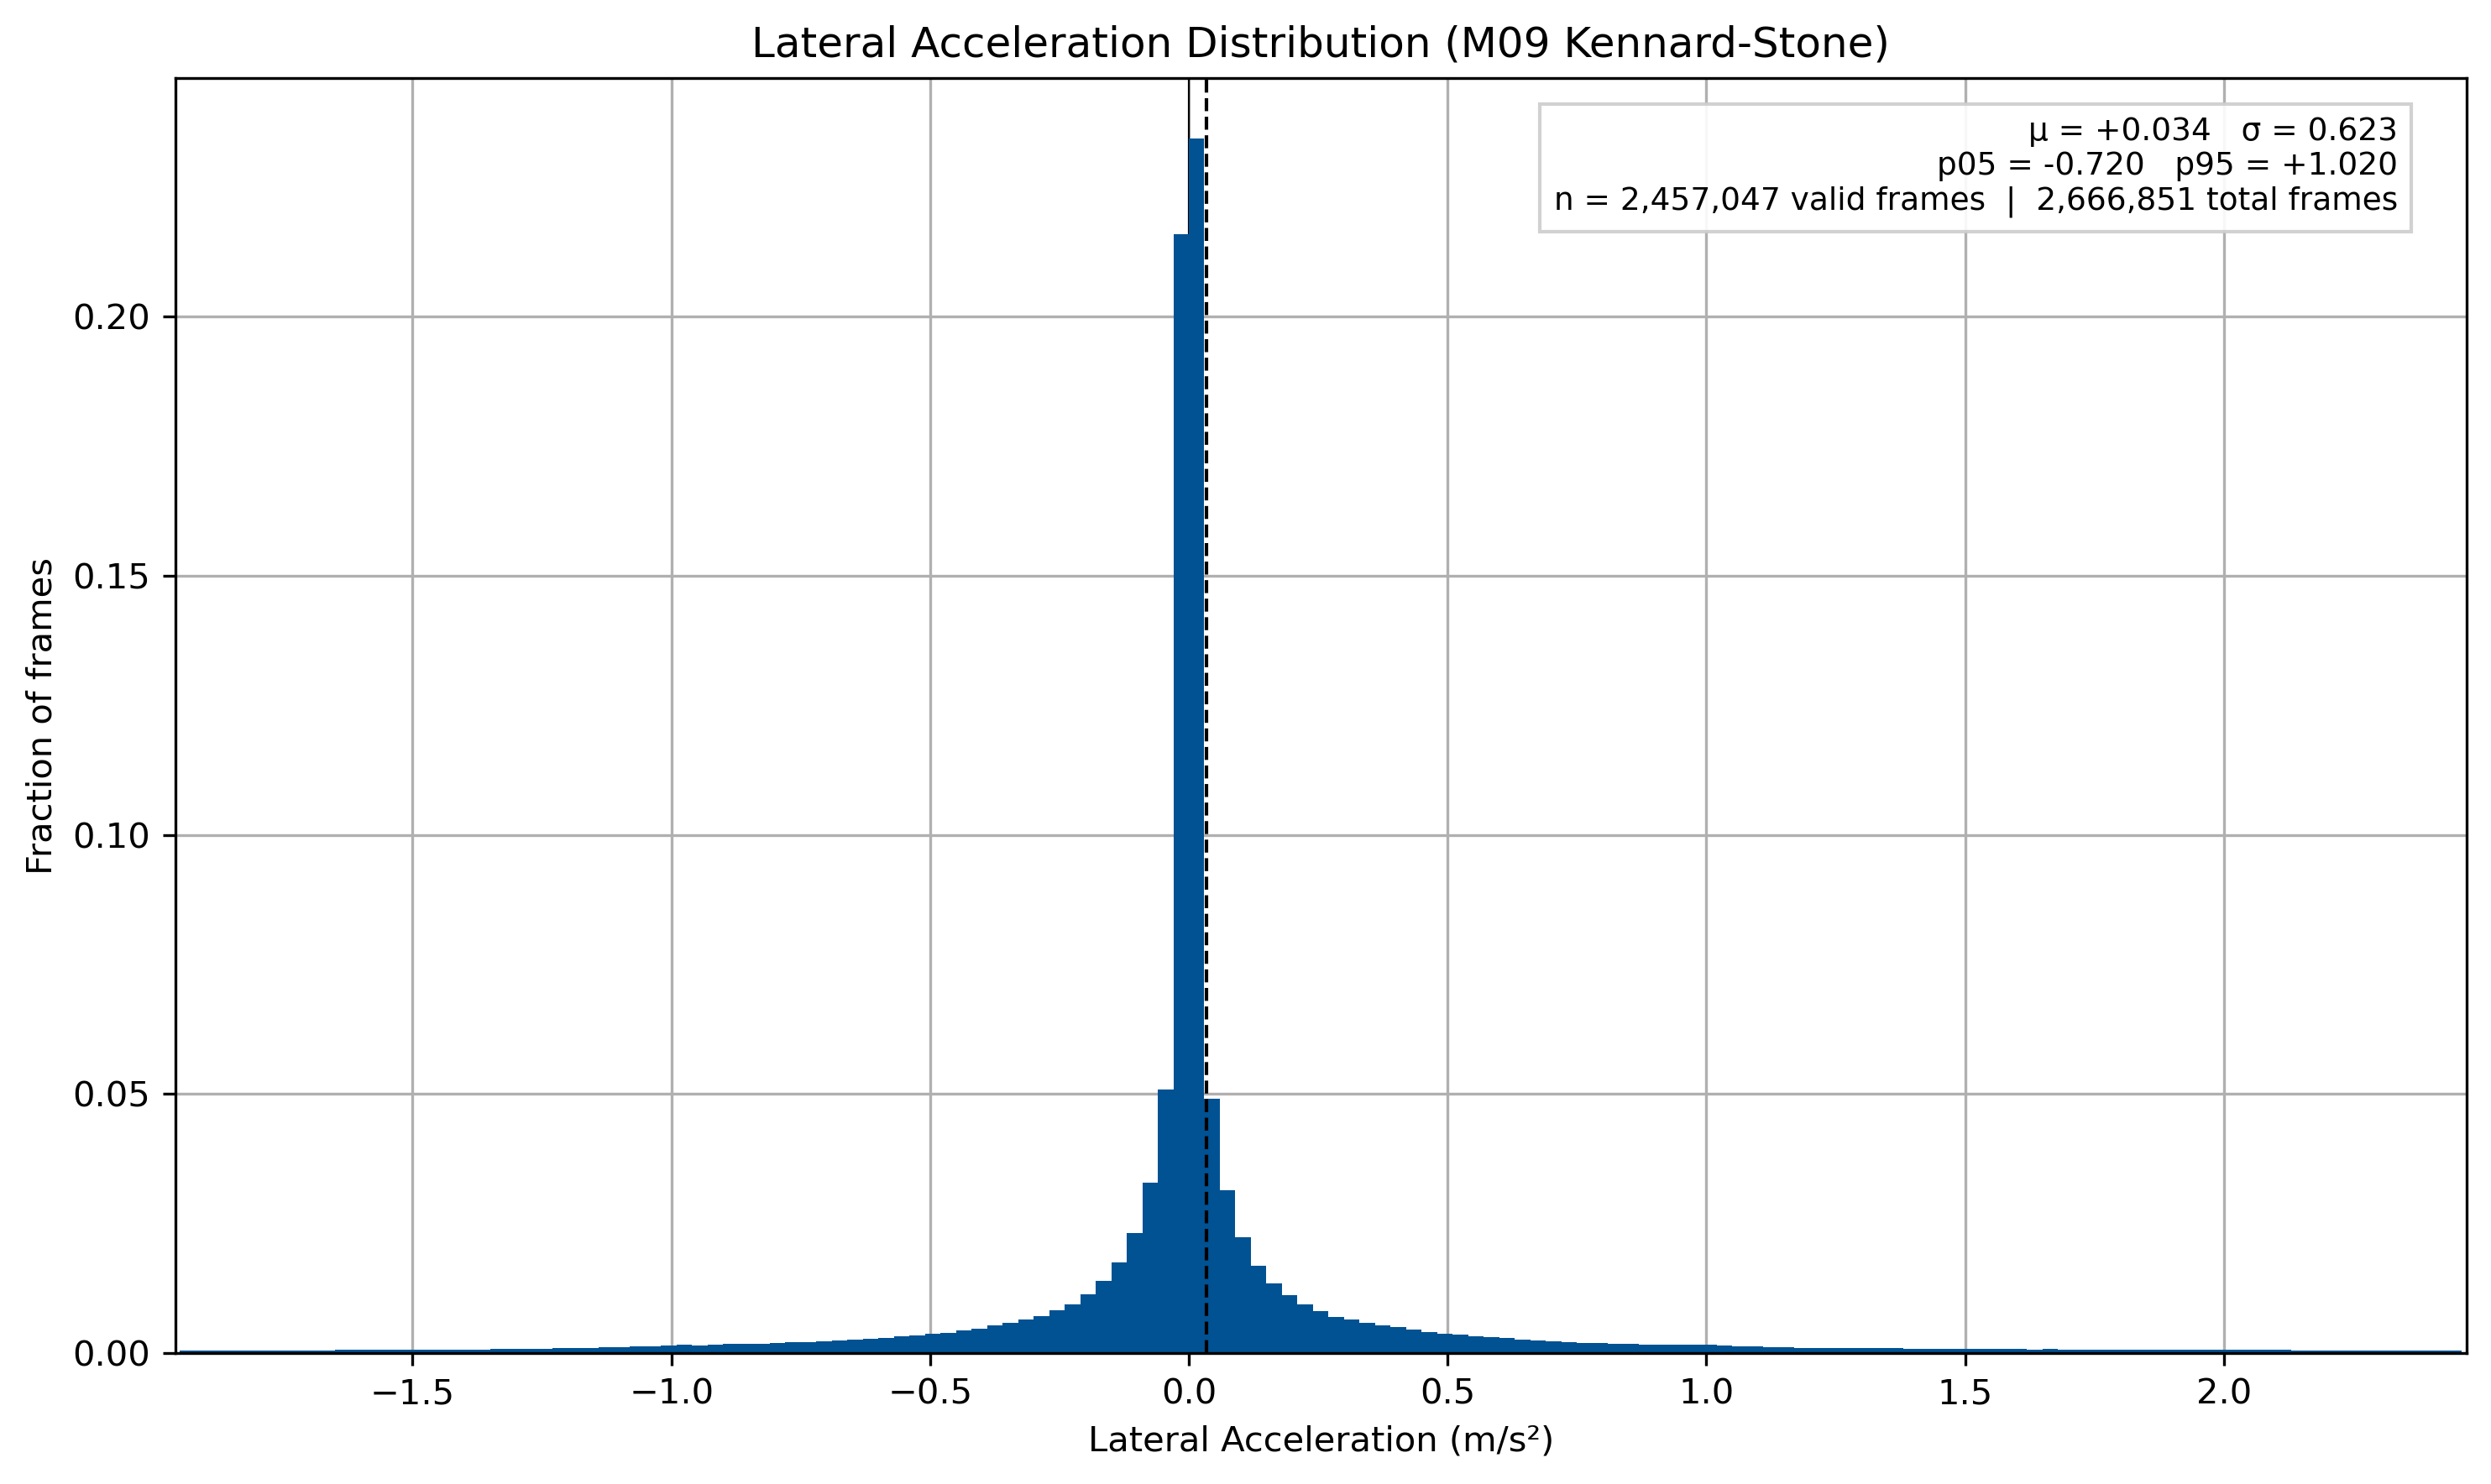 Lateral Acceleration Distribution (M09 Kennard-Stone)
μ = +0.034   σ = 0.623
p05 = -0.720   p95 = +1.020
n = 2,457,047 valid frames  |  2,666,851 total frames
Fraction of frames
0.20
0.15
0.10
0.05
0.00
−1.5
−1.0
−0.5
0.0
0.5
1.0
1.5
2.0
Lateral Acceleration (m/s²)